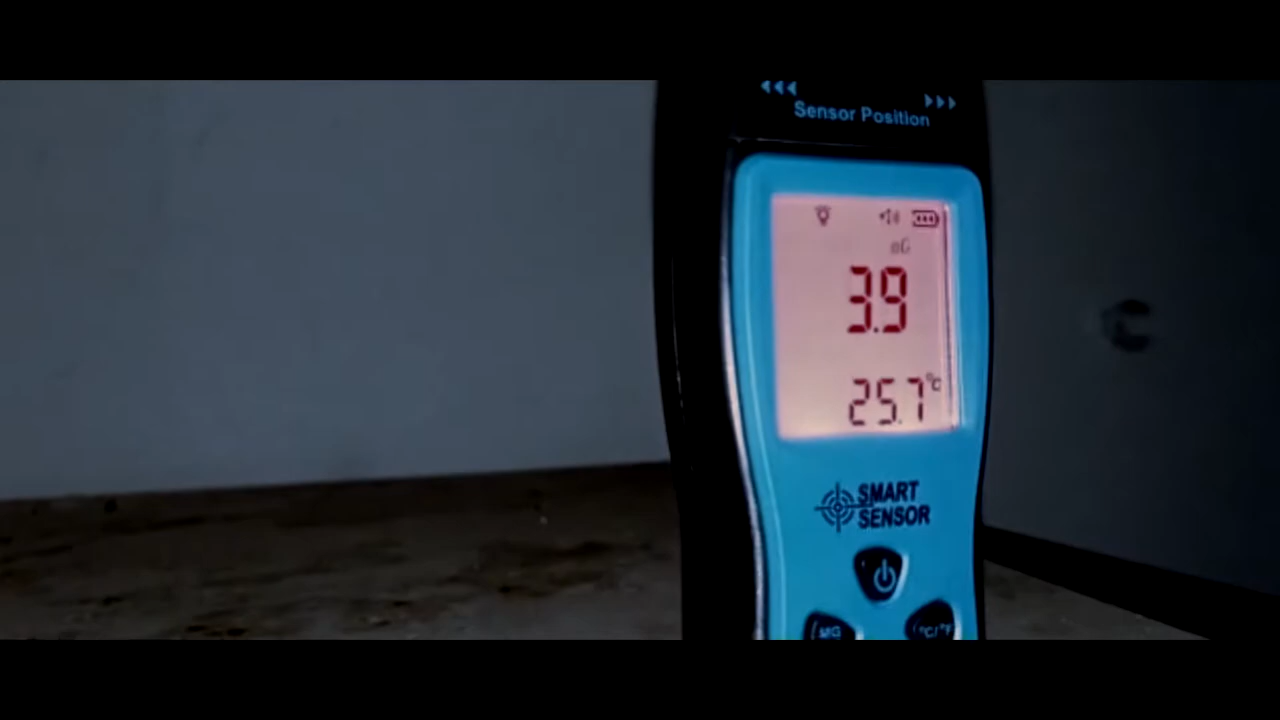 Sensor Position
mG
3.9
25.7°C
SMART
SENSOR
MG
°C/°F